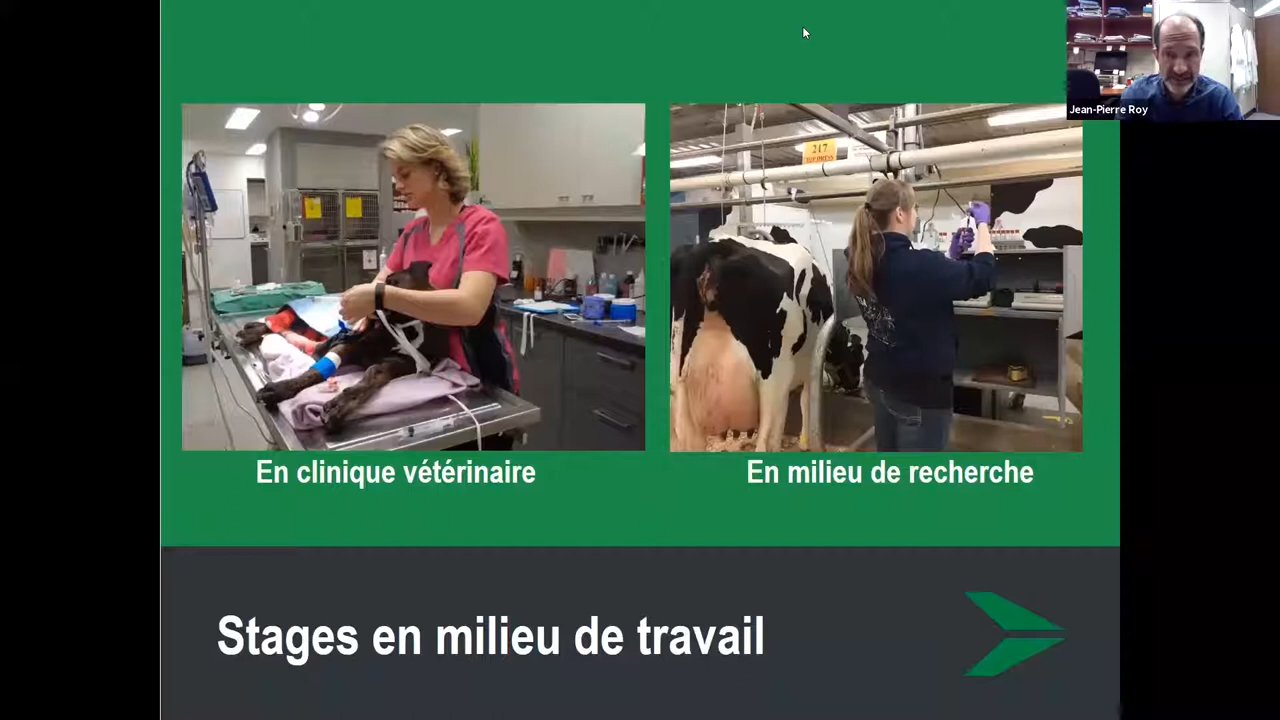 Jean-Pierre Roy
217
En clinique vétérinaire
En milieu de recherche
Stages en milieu de travail